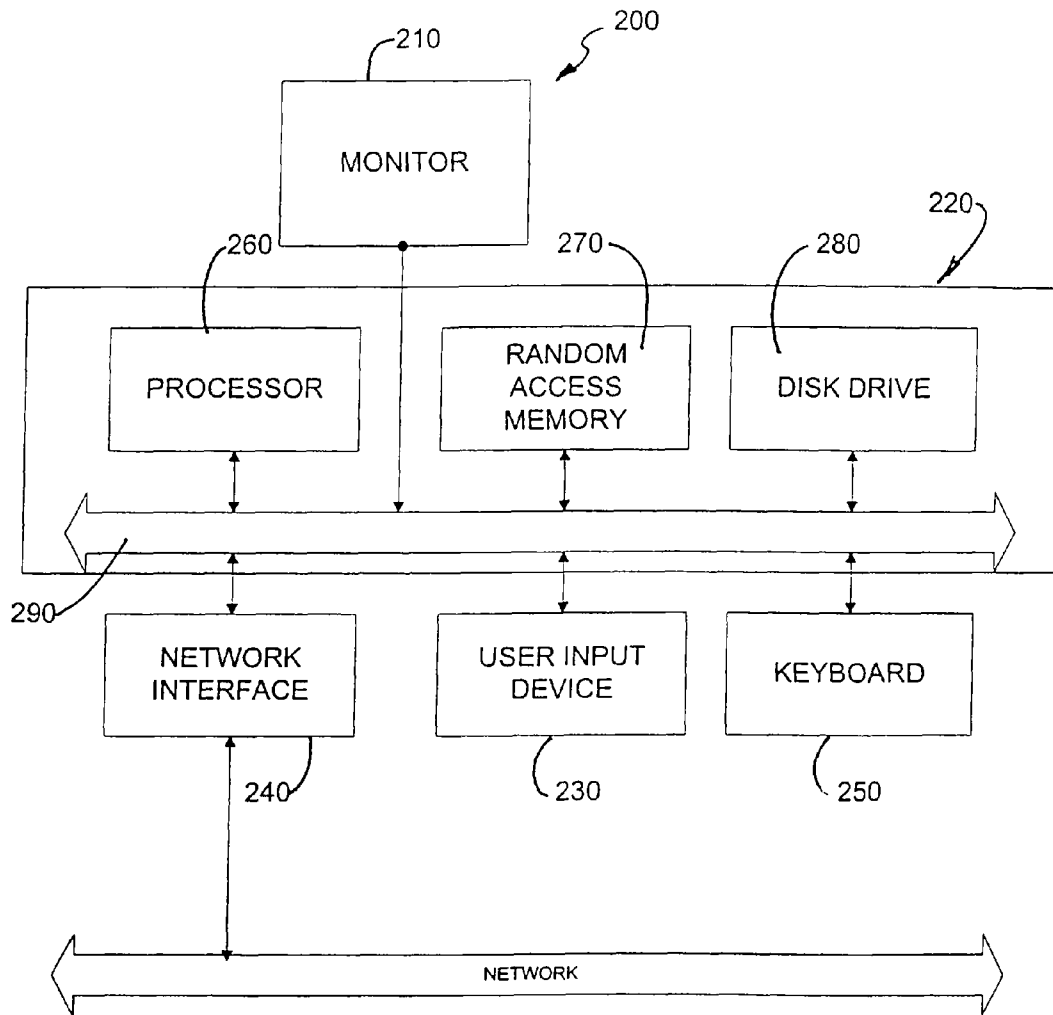 200
210
MONITOR
220
260
270
280
PROCESSOR
RANDOM
ACCESS
MEMORY
DISK DRIVE
290
NETWORK
INTERFACE
USER INPUT
DEVICE
KEYBOARD
240
230
250
NETWORK